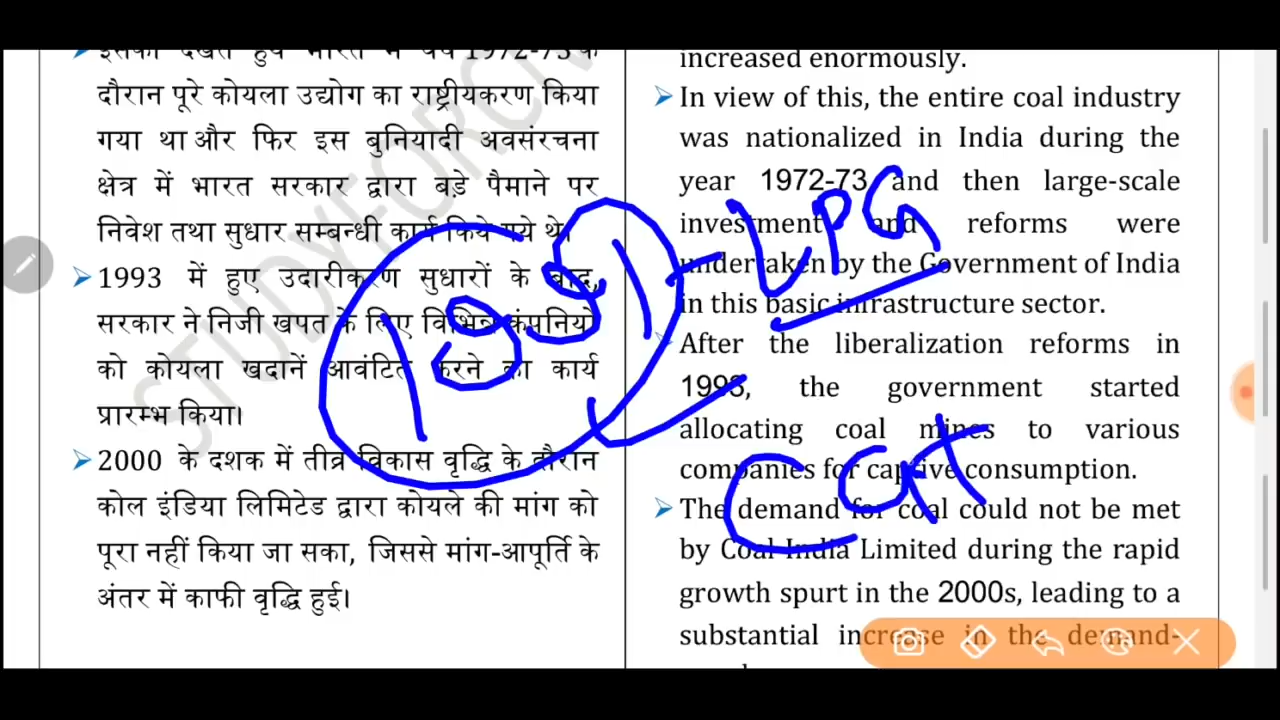 इसको देखते हुये भारत में वर्ष 1972-73 के
दौरान पूरे कोयला उद्योग का राष्ट्रीयकरण किया
गया था और फिर इस बुनियादी अवसंरचना
क्षेत्र में भारत सरकार द्वारा बड़े पैमाने पर
निवेश तथा सुधार सम्बन्धी कार्य किये गये थे।
1993 में हुए उदारीकरण सुधारों के बाद,
सरकार ने निजी खपत के लिए विभिन्न कंपनियों
को कोयला खदानें आवंटित करने का कार्य
प्रारम्भ किया।
2000 के दशक में तीव्र विकास वृद्धि के दौरान
कोल इंडिया लिमिटेड द्वारा कोयले की मांग को
पूरा नहीं किया जा सका, जिससे मांग-आपूर्ति के
अंतर में काफी वृद्धि हुई।
increased enormously.
In view of this, the entire coal industry
was nationalized in India during the
year 1972-73 and then large-scale
investment and reforms were
undertaken by the Government of India
in this basic infrastructure sector.
After the liberalization reforms in
1993, the government started
allocating coal mines to various
companies for captive consumption.
The demand for coal could not be met
by Coal India Limited during the rapid
growth spurt in the 2000s, leading to a
substantial increase in the demand-
1991 - LPG